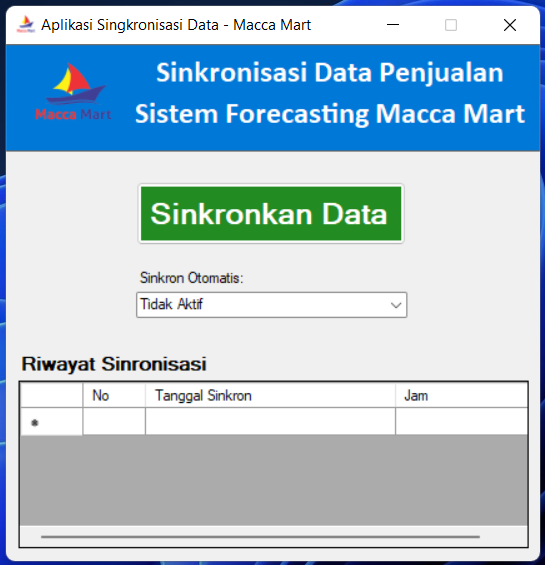 Aplikasi Singkronisasi Data - Macca Mart
Sinkronisasi Data Penjualan
Sistem Forecasting Macca Mart
Macca Mart
Sinkronkan Data
Sinkron Otomatis:
Tidak Aktif
Riwayat Sinronisasi
No Tanggal Sinkron Jam
*